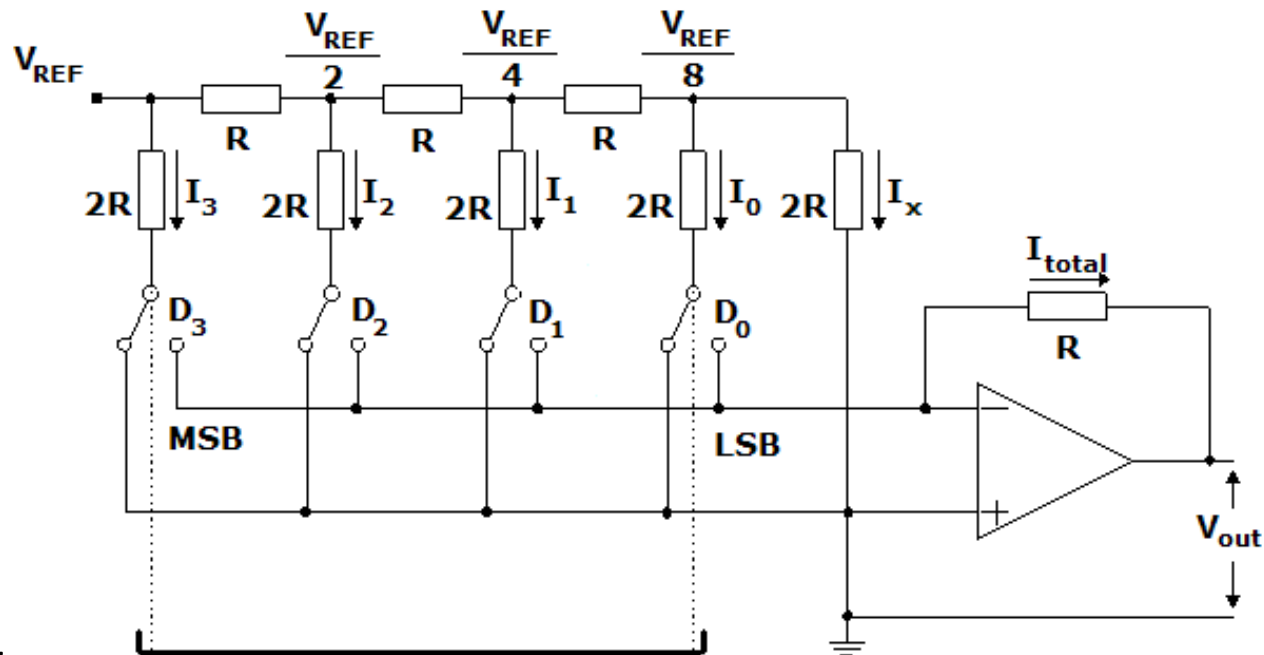 V_REF
V_REF/2
V_REF/4
V_REF/8
R
R
R
2R
I_3
2R
I_2
2R
I_1
2R
I_0
2R
I_x
I_total
R
D_3
D_2
D_1
D_0
MSB
LSB
−
+
V_out